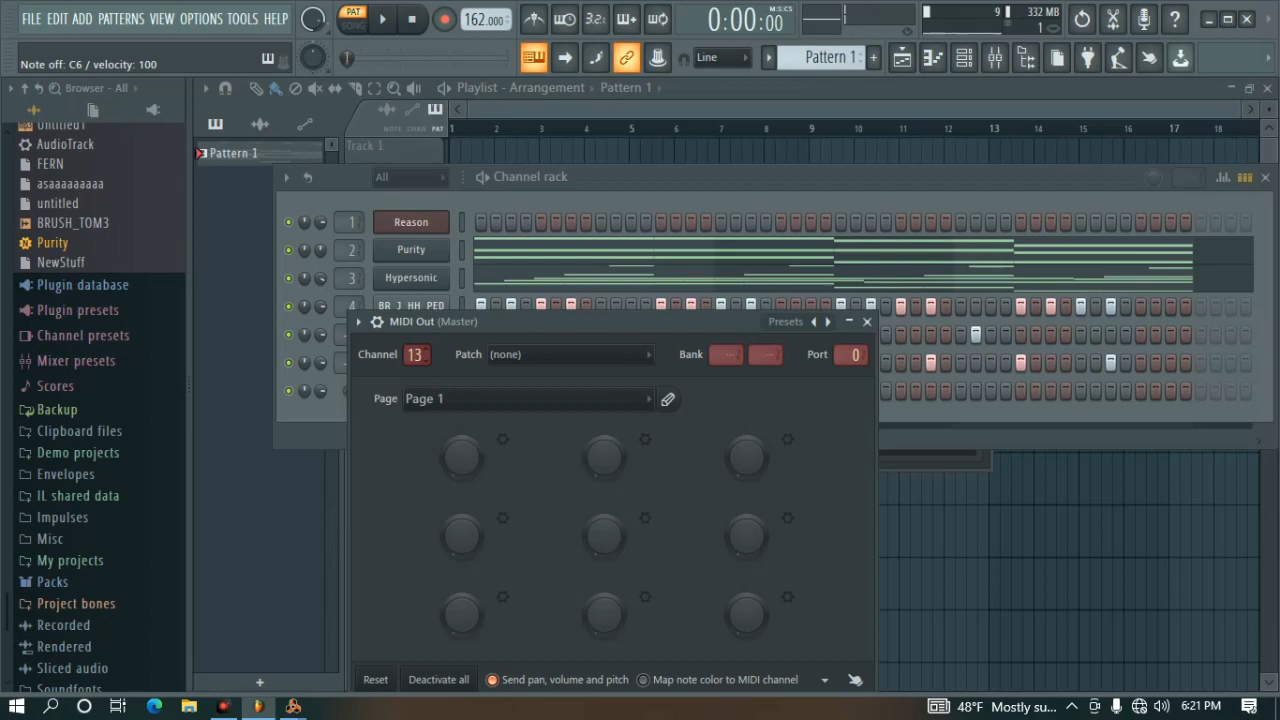 FILE EDIT ADD PATTERNS VIEW OPTIONS TOOLS HELP
PAT
SONG
162.000
3.2.
0:00:00
M:S:CS
9
332 MB
1
Note off: C6 / velocity: 100
Line
Pattern 1
Browser - All
Playlist - Arrangement
Pattern 1
NOTE CHAN PAT
1 2 3 4 5 6 7 8 9 10 11 12 13 14 15 16 17 18
Untitled1
AudioTrack
FERN
asaaaaaaaaa
untitled
BRUSH_TOM3
Purity
NewStuff
Plugin database
Plugin presets
Channel presets
Mixer presets
Scores
Backup
Clipboard files
Demo projects
Envelopes
IL shared data
Impulses
Misc
My projects
Packs
Project bones
Recorded
Rendered
Sliced audio
Soundfonts
Pattern 1
Track 1
All
Channel rack
1 Reason
2 Purity
3 Hypersonic
4 BR J HH PED
MIDI Out (Master)
Presets
Channel 13
Patch (none)
Bank --- ---
Port 0
Page Page 1
Reset
Deactivate all
Send pan, volume and pitch
Map note color to MIDI channel
48°F Mostly su...
6:21 PM